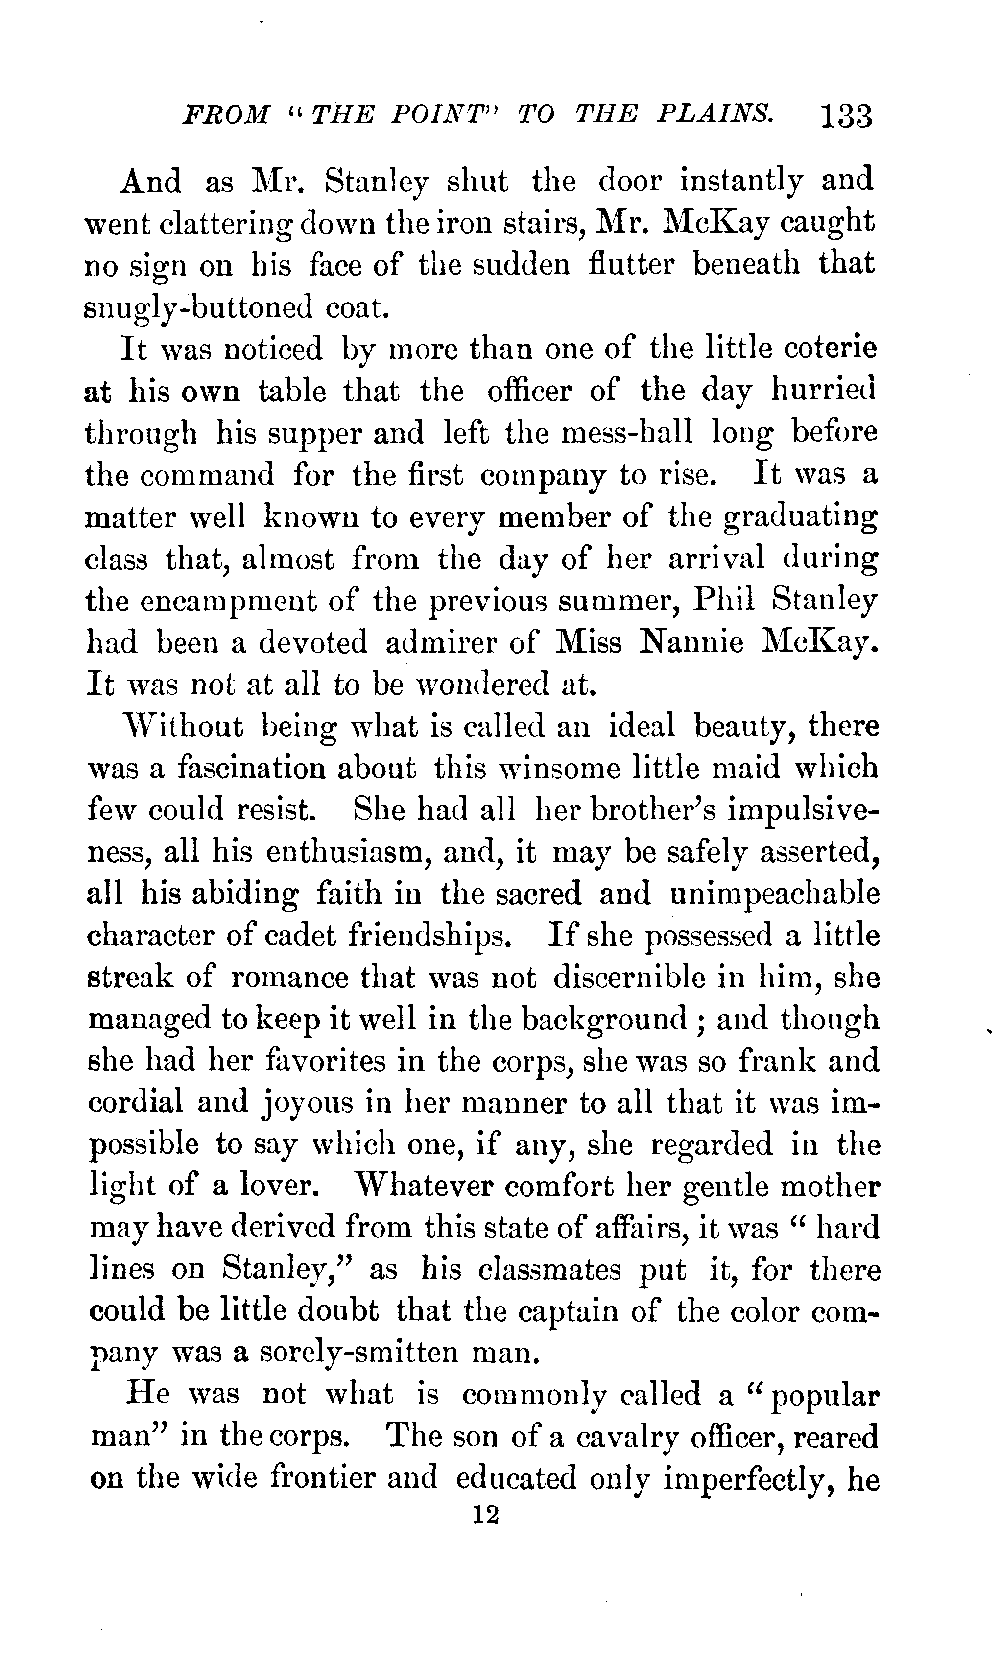 FROM "THE POINT" TO THE PLAINS. 133
And as Mr. Stanley shut the door instantly and
went clattering down the iron stairs, Mr. McKay caught
no sign on his face of the sudden flutter beneath that
snugly-buttoned coat.
It was noticed by more than one of the little coterie
at his own table that the officer of the day hurried
through his supper and left the mess-hall long before
the command for the first company to rise. It was a
matter well known to every member of the graduating
class that, almost from the day of her arrival during
the encampment of the previous summer, Phil Stanley
had been a devoted admirer of Miss Nannie McKay.
It was not at all to be wondered at.
Without being what is called an ideal beauty, there
was a fascination about this winsome little maid which
few could resist. She had all her brother's impulsive-
ness, all his enthusiasm, and, it may be safely asserted,
all his abiding faith in the sacred and unimpeachable
character of cadet friendships. If she possessed a little
streak of romance that was not discernible in him, she
managed to keep it well in the background; and though
she had her favorites in the corps, she was so frank and
cordial and joyous in her manner to all that it was im-
possible to say which one, if any, she regarded in the
light of a lover. Whatever comfort her gentle mother
may have derived from this state of affairs, it was "hard
lines on Stanley," as his classmates put it, for there
could be little doubt that the captain of the color com-
pany was a sorely-smitten man.
He was not what is commonly called a "popular
man" in the corps. The son of a cavalry officer, reared
on the wide frontier and educated only imperfectly, he
12